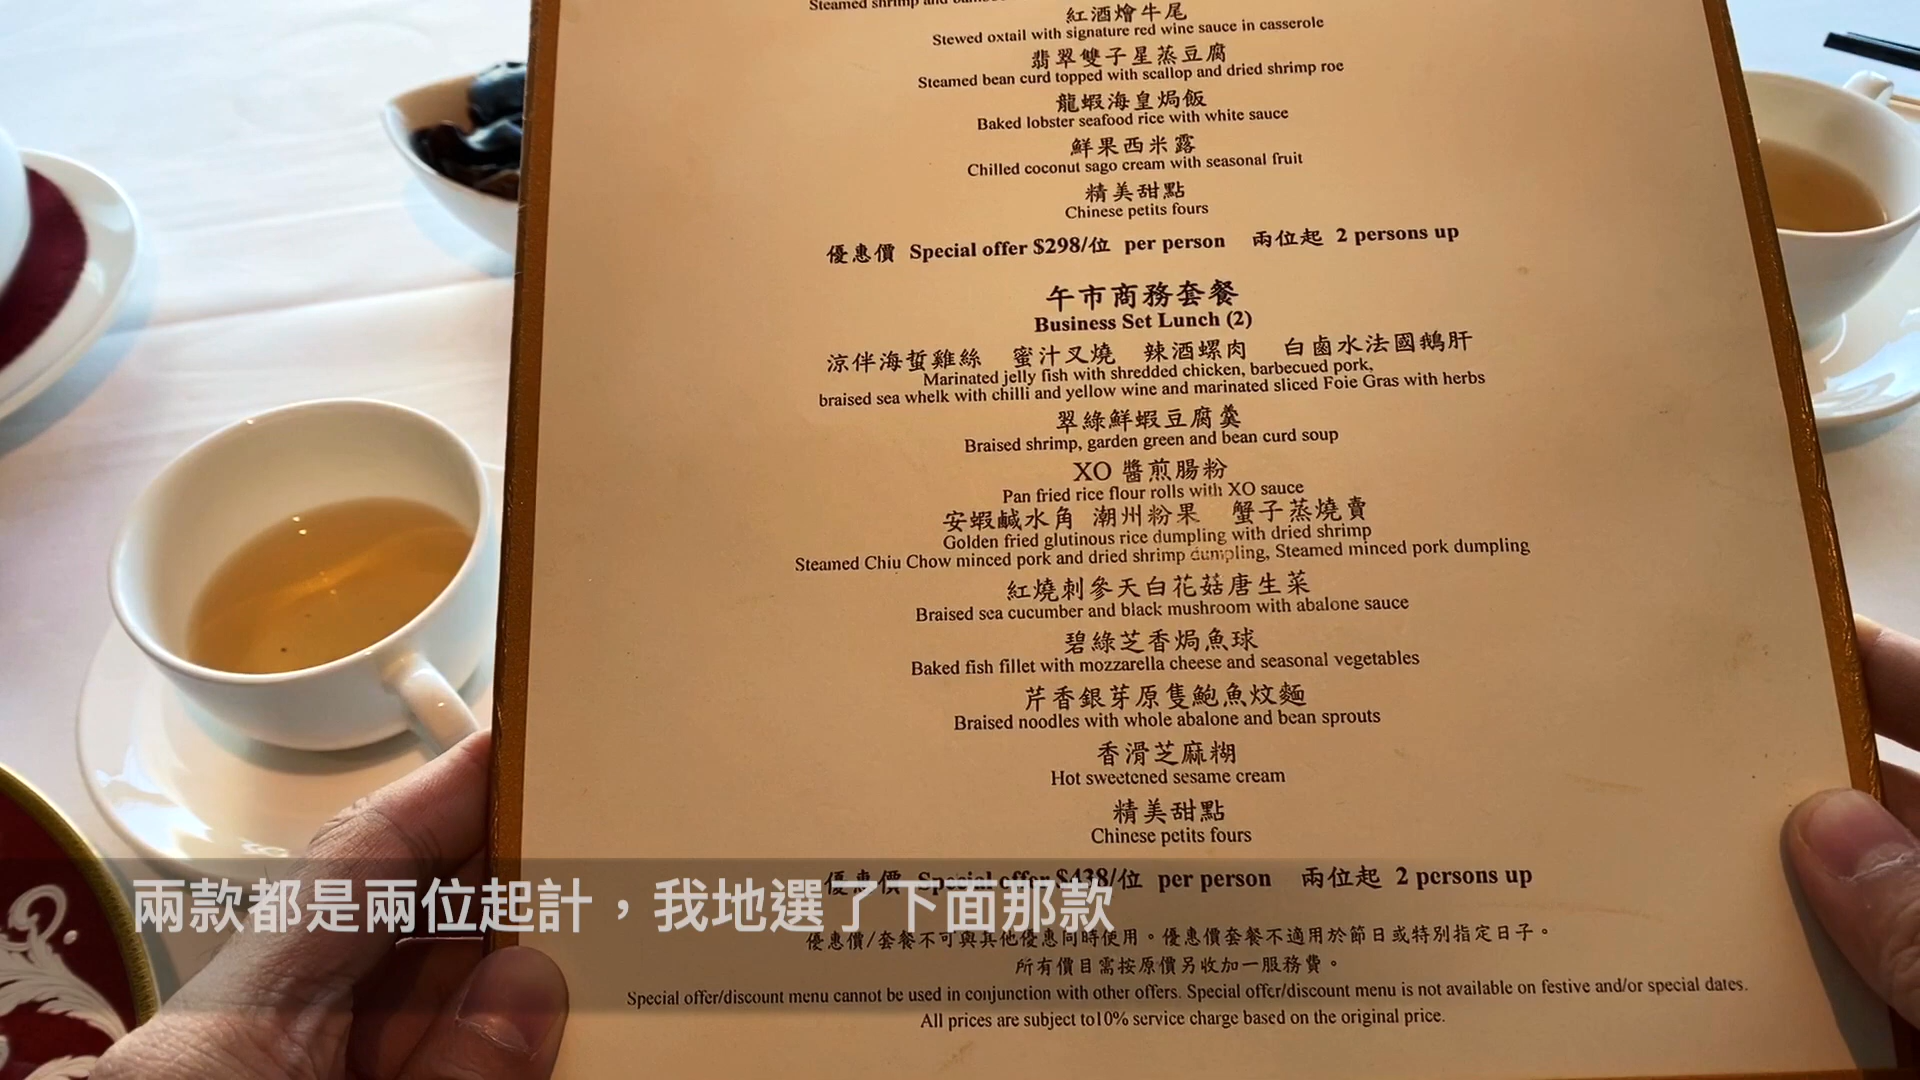 Steamed shrimp and
紅酒燴牛尾
Stewed oxtail with signature red wine sauce in casserole
翡翠雙子星蒸豆腐
Steamed bean curd topped with scallop and dried shrimp roe
龍蝦海皇焗飯
Baked lobster seafood rice with white sauce
鮮果西米露
Chilled coconut sago cream with seasonal fruit
精美甜點
Chinese petits fours
優惠價 Special offer $298/位 per person 兩位起 2 persons up
午市商務套餐
Business Set Lunch (2)
涼伴海蜇雞絲 蜜汁叉燒 辣酒螺肉 白鹵水法國鵝肝
Marinated jelly fish with shredded chicken, barbecued pork,
braised sea whelk with chilli and yellow wine and marinated sliced Foie Gras with herbs
翠綠鮮蝦豆腐羹
Braised shrimp, garden green and bean curd soup
XO 醬煎腸粉
Pan fried rice flour rolls with XO sauce
安蝦鹹水角 潮州粉果 蟹子蒸燒賣
Golden fried glutinous rice dumpling with dried shrimp
Steamed Chiu Chow minced pork and dried shrimp dumpling, Steamed minced pork dumpling
紅燒刺參天白花菇唐生菜
Braised sea cucumber and black mushroom with abalone sauce
碧綠芝香焗魚球
Baked fish fillet with mozzarella cheese and seasonal vegetables
芹香銀芽原隻鮑魚炆麵
Braised noodles with whole abalone and bean sprouts
香滑芝麻糊
Hot sweetened sesame cream
精美甜點
Chinese petits fours
優惠價 Special offer $438/位 per person 兩位起 2 persons up
兩款都是兩位起計，我地選了下面那款
優惠價/套餐不可與其他優惠同時使用。優惠價套餐不適用於節日或特別指定日子。
所有價目需按原價另收加一服務費。
Special offer/discount menu cannot be used in conjunction with other offers. Special offer/discount menu is not available on festive and/or special dates.
All prices are subject to10% service charge based on the original price.